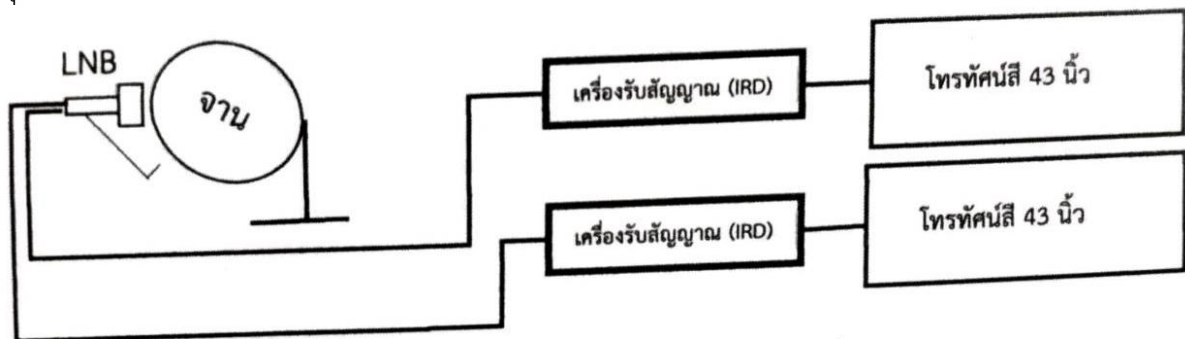 LNB
จาน
เครื่องรับสัญญาณ (IRD)
โทรทัศน์สี 43 นิ้ว
เครื่องรับสัญญาณ (IRD)
โทรทัศน์สี 43 นิ้ว